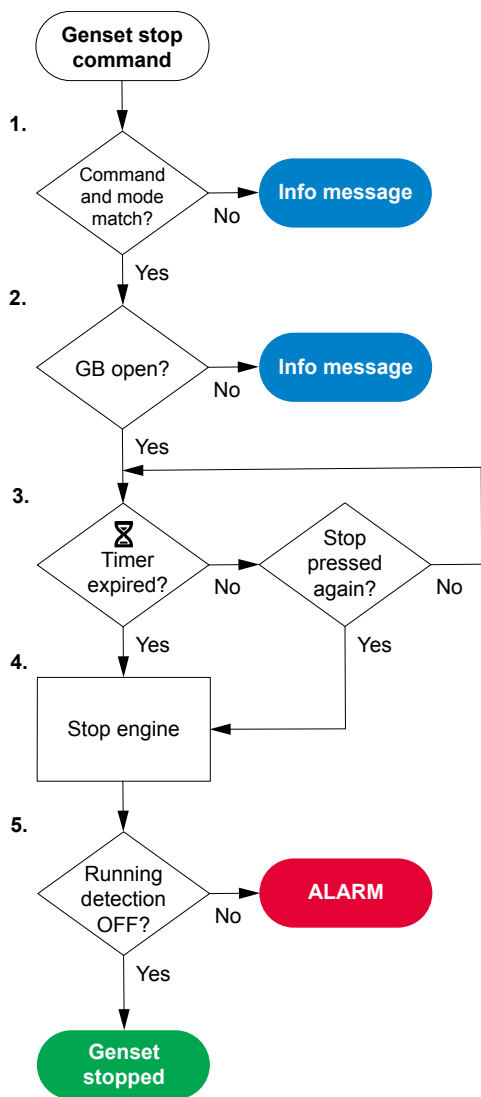 Genset stop
command
1.
Command
and mode
match?
No
Info message
Yes
2.
GB open?
No
Info message
Yes
3.
Timer
expired?
No
Stop
pressed
again?
No
Yes
Yes
4.
Stop engine
5.
Running
detection
OFF?
No
ALARM
Yes
Genset
stopped